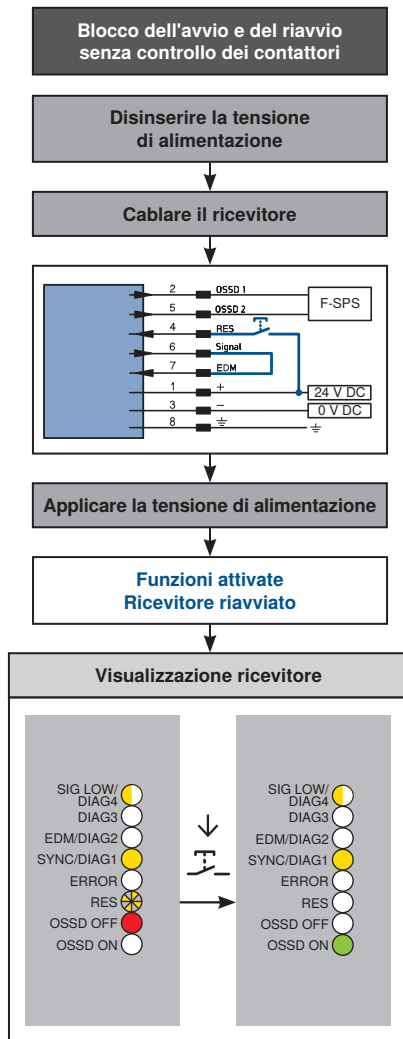 Blocco dell'avvio e del riavvio
senza controllo dei contattori
Disinserire la tensione
di alimentazione
Cablare il ricevitore
2 OSSD 1
5 OSSD 2
F-SPS
4 RES
6 Signal
7 EDM
1 + 24 V DC
3 – 0 V DC
8
Applicare la tensione di alimentazione
Funzioni attivate
Ricevitore riavviato
Visualizzazione ricevitore
SIG LOW/
DIAG4
DIAG3
EDM/DIAG2
SYNC/DIAG1
ERROR
RES
OSSD OFF
OSSD ON
SIG LOW/
DIAG4
DIAG3
EDM/DIAG2
SYNC/DIAG1
ERROR
RES
OSSD OFF
OSSD ON